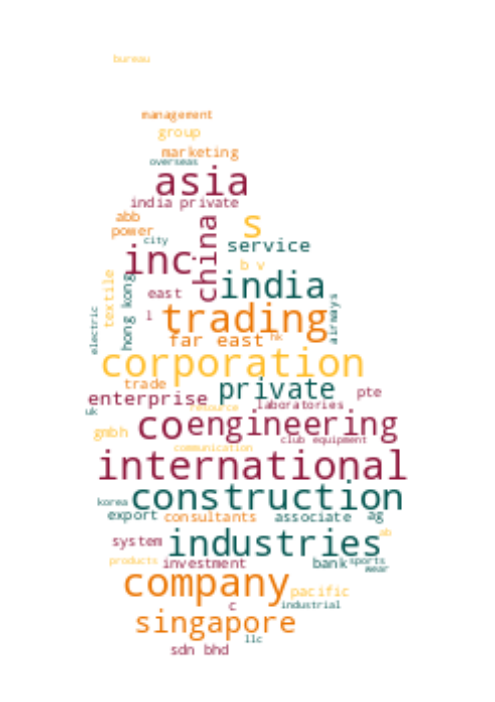 bureau
management
group
marketing
overseas
asia
india private
abb
s
power
china
city
service
inc
b v
india
east
textile
hong kong
l
trading
airways
electric
far east
hk
corporation
trade
private
enterprise
pte
resource
laboratories
uk
co
engineering
gmbh
club equipment
communication
international
construction
korea
export
consultants
associate
ag
ab
system
industries
products
investment
bank
sports
wear
company
pacific
c
industrial
singapore
llc
sdn bhd